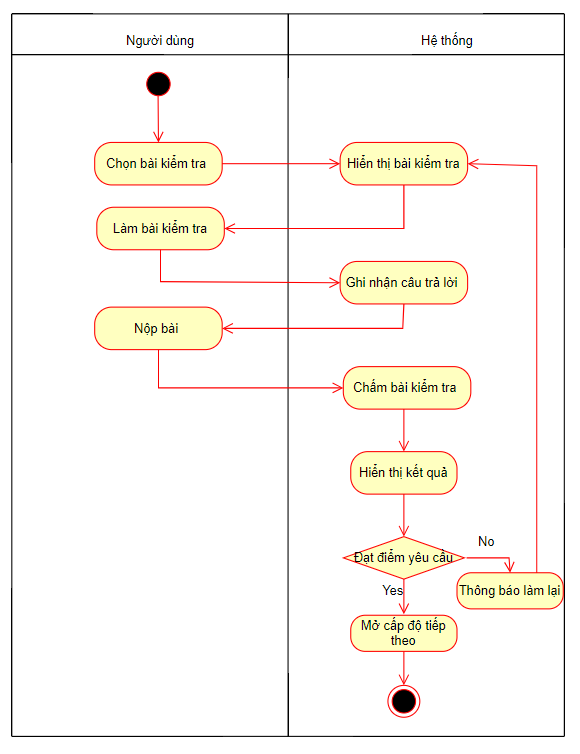 Người dùng
Hệ thống
Chọn bài kiểm tra
Hiển thị bài kiểm tra
Làm bài kiểm tra
Ghi nhận câu trả lời
Nộp bài
Chấm bài kiểm tra
Hiển thị kết quả
Đạt điểm yêu cầu
No
Thông báo làm lại
Yes
Mở cấp độ tiếp
theo